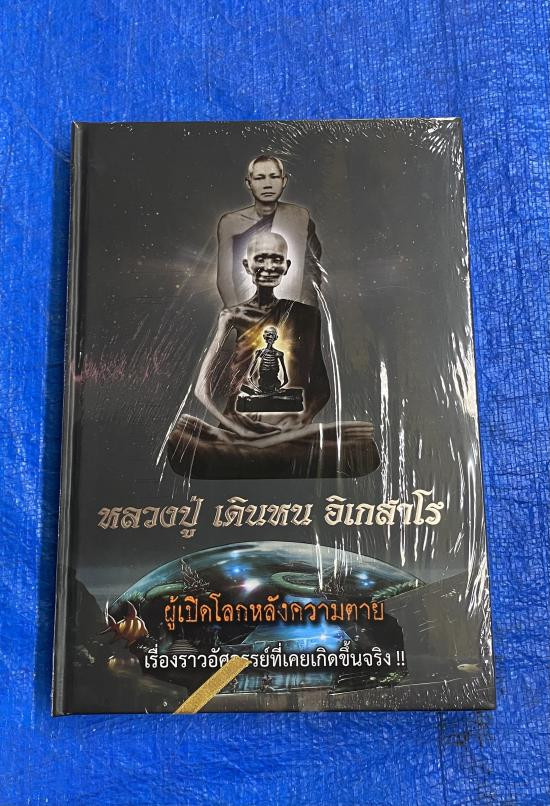 หลวงปู่ เดินหน อิเกสาโร
ผู้เปิดโลกหลังความตาย
เรื่องราวอัศจรรย์ที่เคยเกิดขึ้นจริง !!